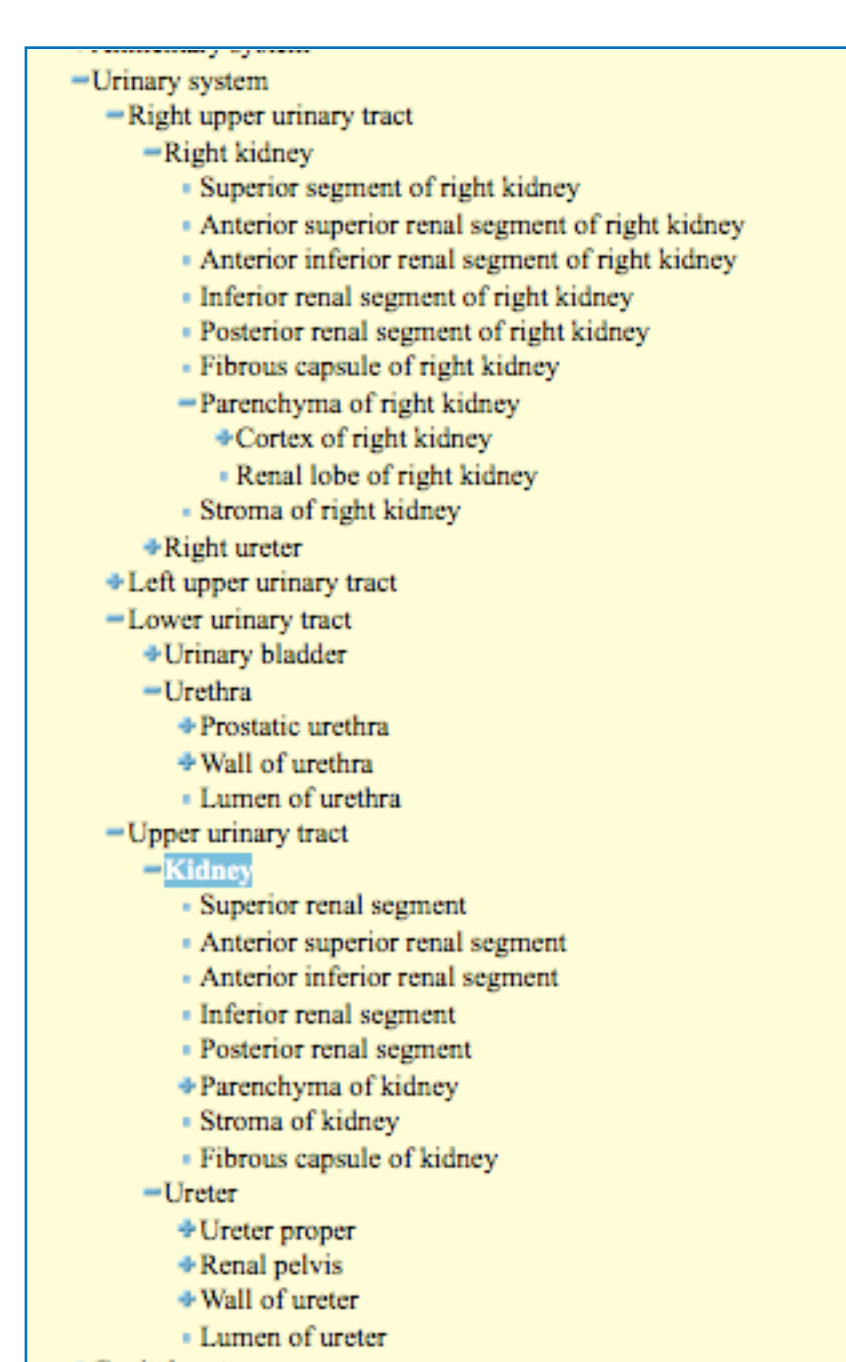 Urinary system
Right upper urinary tract
Right kidney
Superior segment of right kidney
Anterior superior renal segment of right kidney
Anterior inferior renal segment of right kidney
Inferior renal segment of right kidney
Posterior renal segment of right kidney
Fibrous capsule of right kidney
Parenchyma of right kidney
Cortex of right kidney
Renal lobe of right kidney
Stroma of right kidney
Right ureter
Left upper urinary tract
Lower urinary tract
Urinary bladder
Urethra
Prostatic urethra
Wall of urethra
Lumen of urethra
Upper urinary tract
Kidney
Superior renal segment
Anterior superior renal segment
Anterior inferior renal segment
Inferior renal segment
Posterior renal segment
Parenchyma of kidney
Stroma of kidney
Fibrous capsule of kidney
Ureter
Ureter proper
Renal pelvis
Wall of ureter
Lumen of ureter